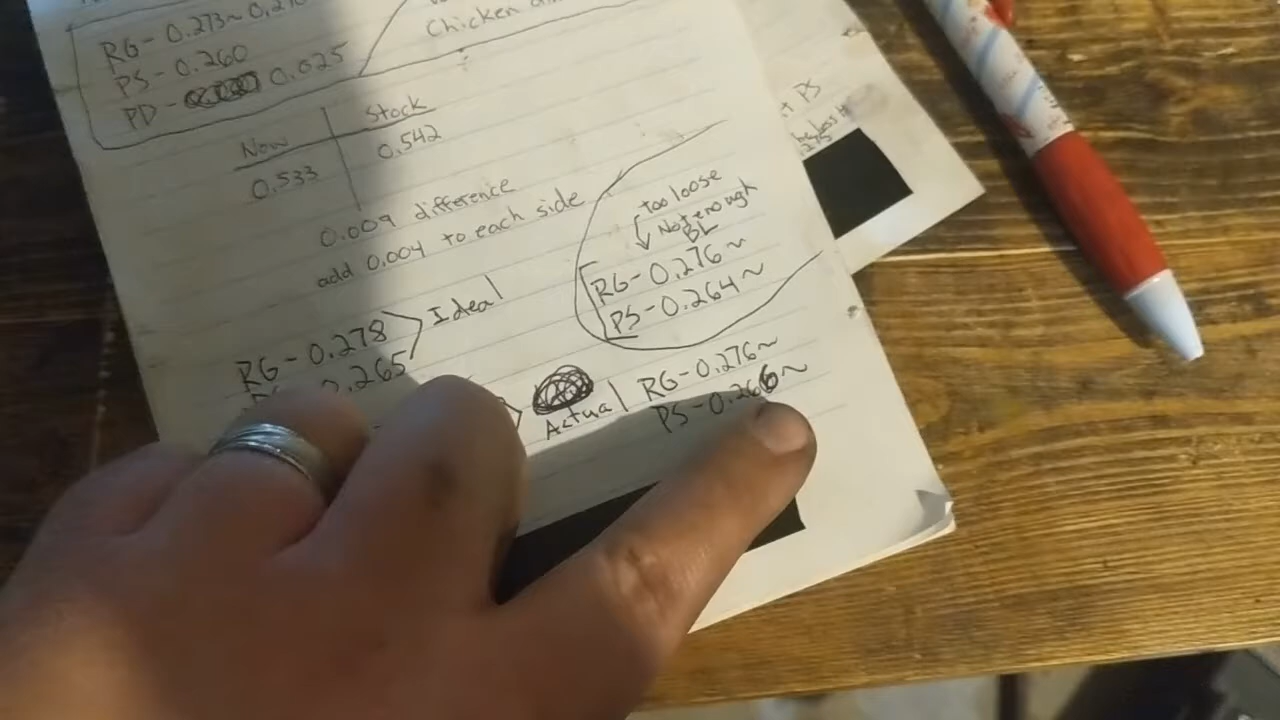 RG - 0.273~
Chicken
PS - 0.260
PD - 0.025
Now Stock
0.533 0.542
0.009 difference
add 0.004 to each side
too loose
Not enough
BL
RG - 0.276 ~
PS - 0.264 ~
RG - 0.278
0.265
Ideal
Actual
RG - 0.276 ~
PS - 0.266 ~
PS